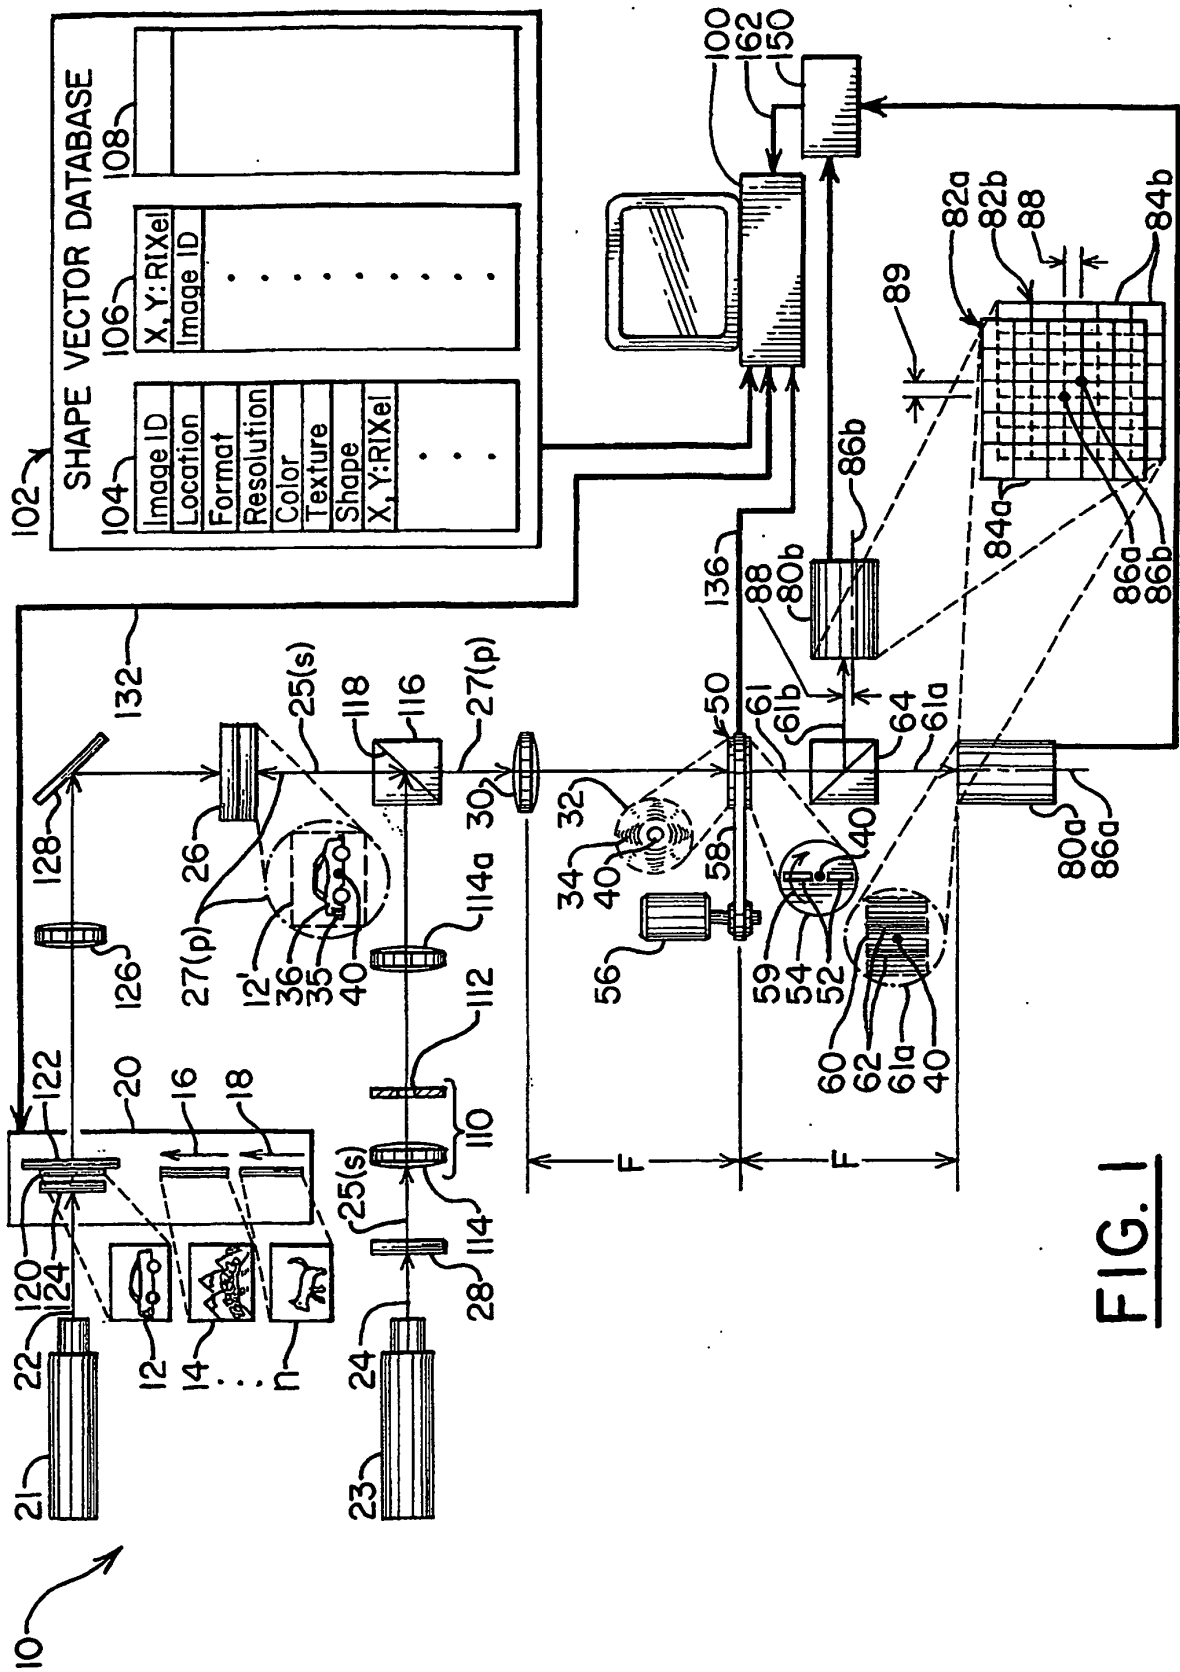 10
102
SHAPE VECTOR DATABASE
104
Image ID
Location
Format
Resolution
Color
Texture
Shape
X, Y:RIXel
106
X, Y:RIXel
Image ID
108
132
128
126
122
20
16
18
120
124
22
21
12
14
n
26
27(p)
25(s)
118
116
12'
36
35
40
114a
112
110
25(s)
114
28
24
23
27(p)
30
32
34
40
56
58
50
136
61
61b
88
80b
86b
64
61a
80a
86a
59
54
52
40
60
62
61a
40
F
F
100
162
150
89
82a
82b
88
84b
84a
86a
86b
FIG. 1